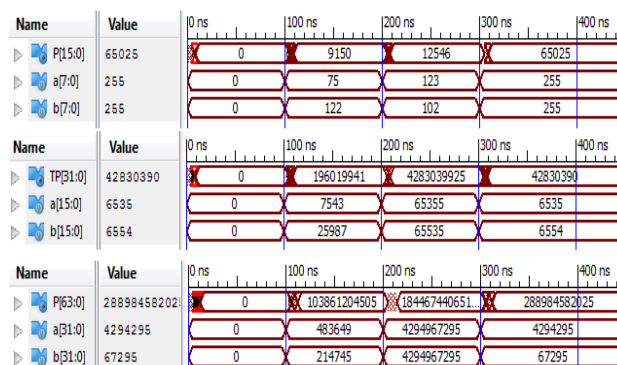 Name Value 0 ns 100 ns 200 ns 300 ns 400 ns
P[15:0] 65025 0 9150 12546 65025
a[7:0] 255 0 75 123 255
b[7:0] 255 0 122 102 255
Name Value 0 ns 100 ns 200 ns 300 ns 400 ns
TP[31:0] 42830390 0 196019941 4283039925 42830390
a[15:0] 6535 0 7543 65355 6535
b[15:0] 6554 0 25987 65535 6554
Name Value 0 ns 100 ns 200 ns 300 ns 400 ns
P[63:0] 288984582025 0 103861204505 184467440651... 288984582025
a[31:0] 4294295 0 483649 4294967295 4294295
b[31:0] 67295 0 214745 4294967295 67295